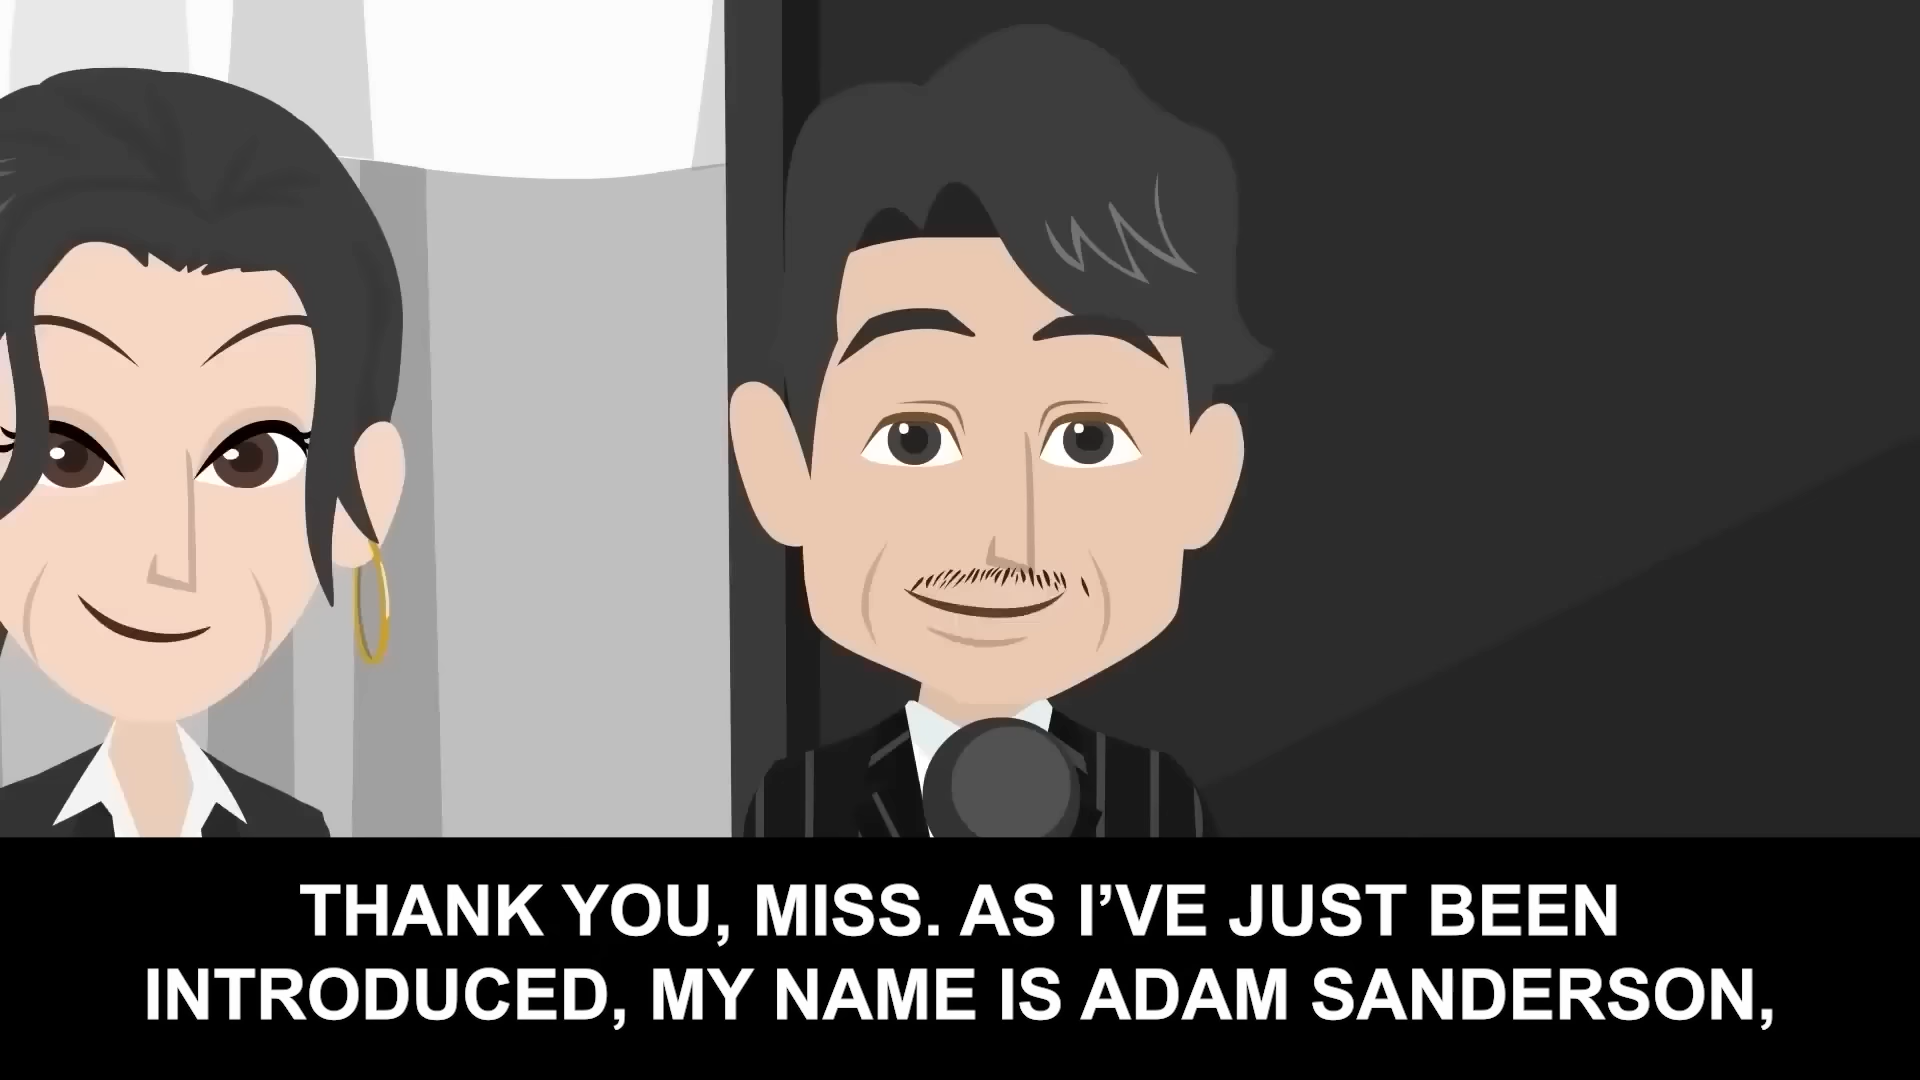 THANK YOU, MISS. AS I’VE JUST BEEN
INTRODUCED, MY NAME IS ADAM SANDERSON,